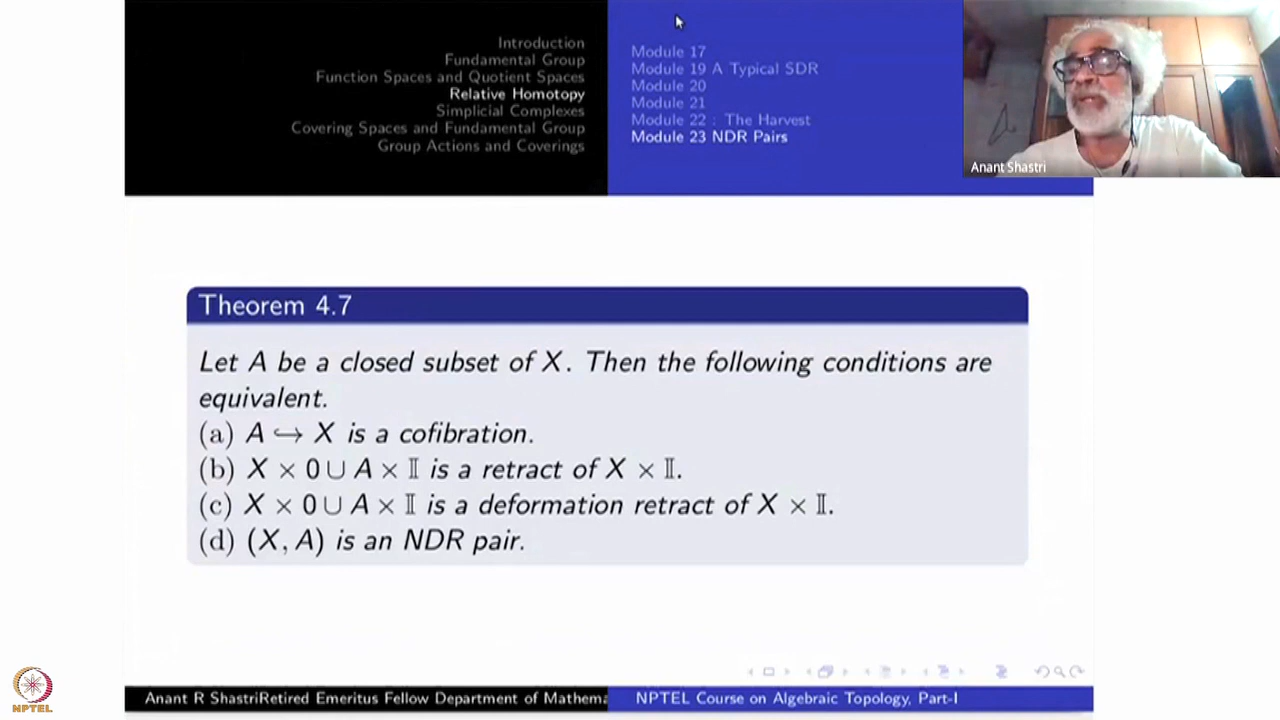 Introduction
Fundamental Group
Function Spaces and Quotient Spaces
Relative Homotopy
Simplicial Complexes
Covering Spaces and Fundamental Group
Group Actions and Coverings
Module 17
Module 19 A Typical SDR
Module 20
Module 21
Module 22 : The Harvest
Module 23 NDR Pairs
Anant Shastri
Theorem 4.7
Let A be a closed subset of X. Then the following conditions are
equivalent.
(a) A ↪ X is a cofibration.
(b) X × 0 ∪ A × 𝕀 is a retract of X × 𝕀.
(c) X × 0 ∪ A × 𝕀 is a deformation retract of X × 𝕀.
(d) (X, A) is an NDR pair.
NPTEL
Anant R ShastriRetired Emeritus Fellow Department of Mathema
NPTEL Course on Algebraic Topology, Part-I